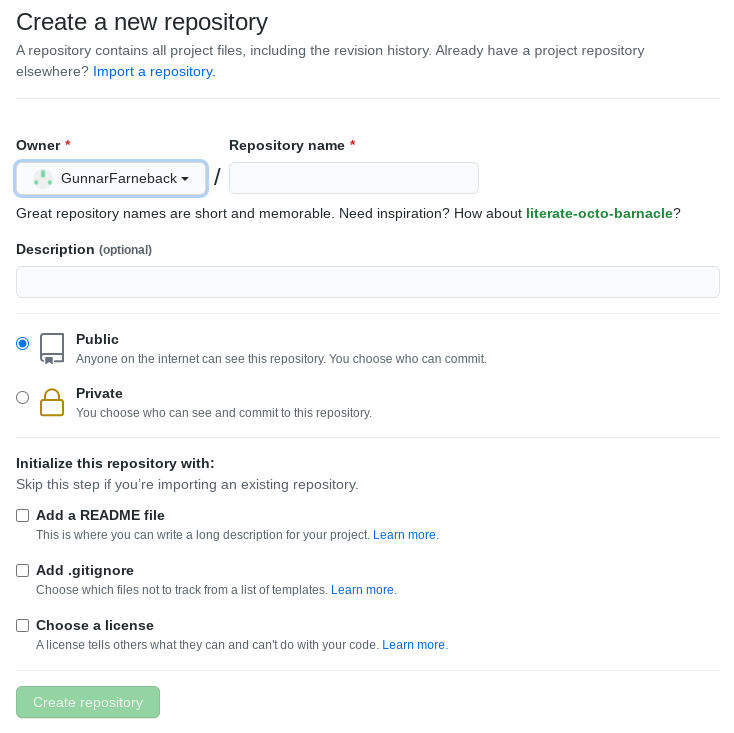 Create a new repository
A repository contains all project files, including the revision history. Already have a project repository
elsewhere? Import a repository.
Owner * Repository name *
GunnarFarneback /
Great repository names are short and memorable. Need inspiration? How about literate-octo-barnacle?
Description (optional)
Public
Anyone on the internet can see this repository. You choose who can commit.
Private
You choose who can see and commit to this repository.
Initialize this repository with:
Skip this step if you’re importing an existing repository.
Add a README file
This is where you can write a long description for your project. Learn more.
Add .gitignore
Choose which files not to track from a list of templates. Learn more.
Choose a license
A license tells others what they can and can't do with your code. Learn more.
Create repository